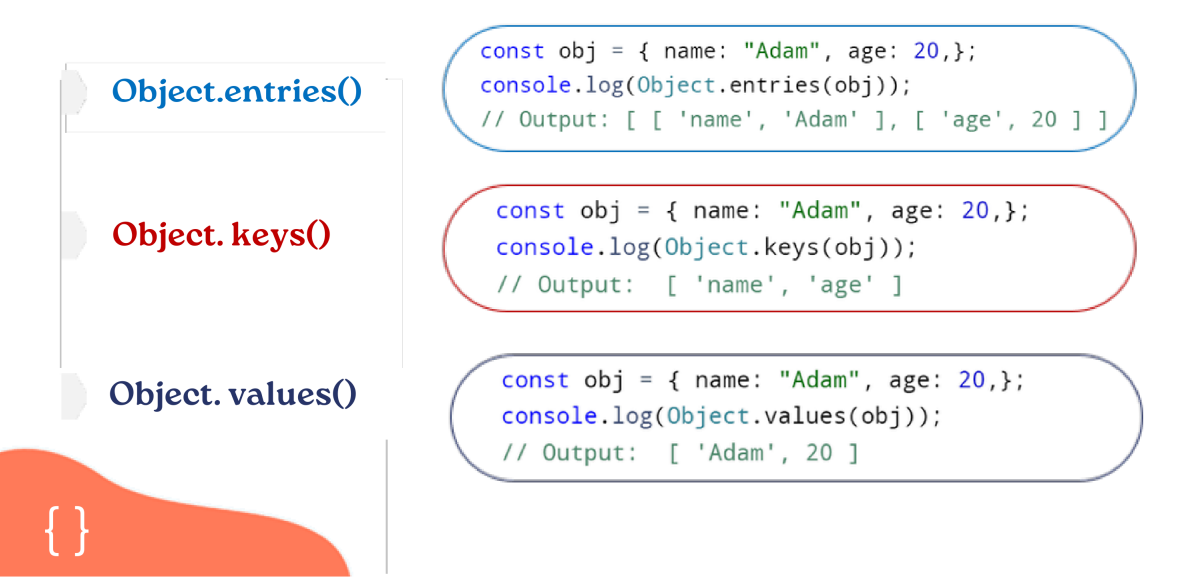 Object.entries()
const obj = { name: "Adam", age: 20,};
console.log(Object.entries(obj));
// Output: [ [ 'name', 'Adam' ], [ 'age', 20 ] ]
Object. keys()
const obj = { name: "Adam", age: 20,};
console.log(Object.keys(obj));
// Output:  [ 'name', 'age' ]
Object. values()
const obj = { name: "Adam", age: 20,};
console.log(Object.values(obj));
// Output:  [ 'Adam', 20 ]
{ }